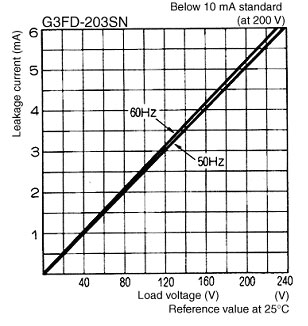 Below 10 mA standard
G3FD-203SN (at 200 V)
Leakage current (mA)
6
5
4
3
2
1
60Hz
50Hz
40 80 120 160 200 240
Load voltage (V) (V)
Reference value at 25°C